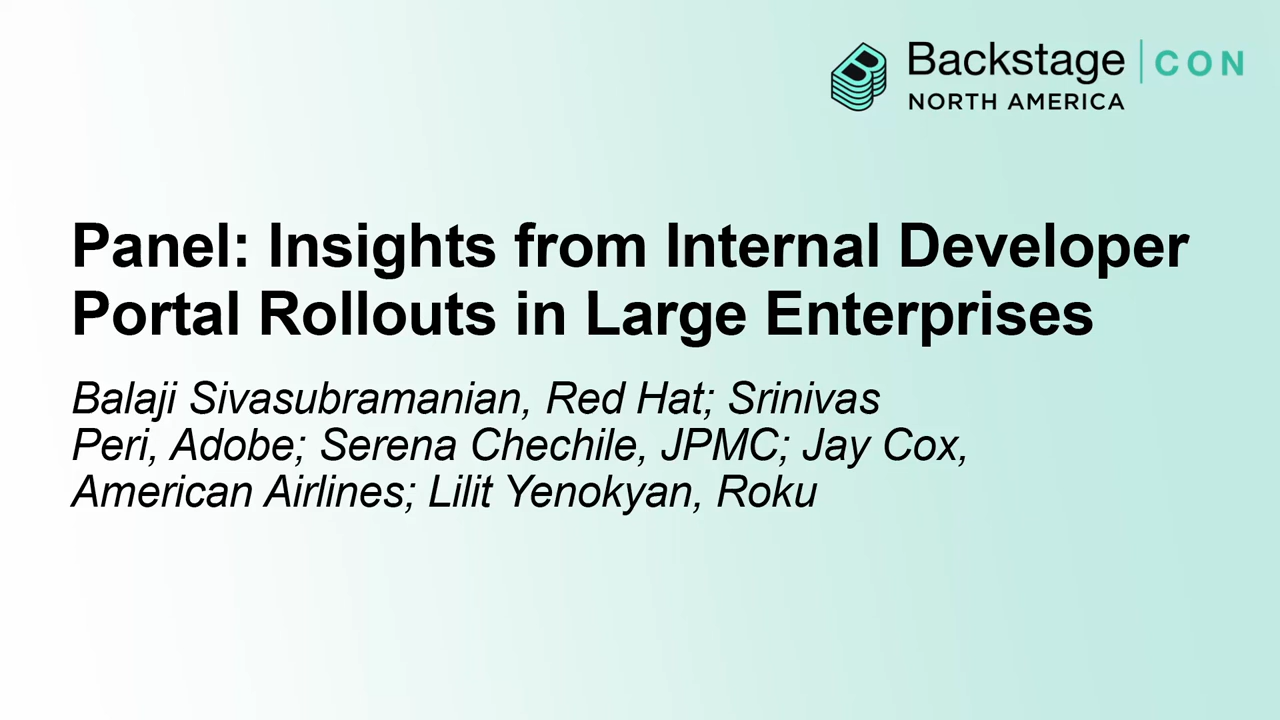 Backstage CON
NORTH AMERICA
Panel: Insights from Internal Developer
Portal Rollouts in Large Enterprises
Balaji Sivasubramanian, Red Hat; Srinivas
Peri, Adobe; Serena Chechile, JPMC; Jay Cox,
American Airlines; Lilit Yenokyan, Roku